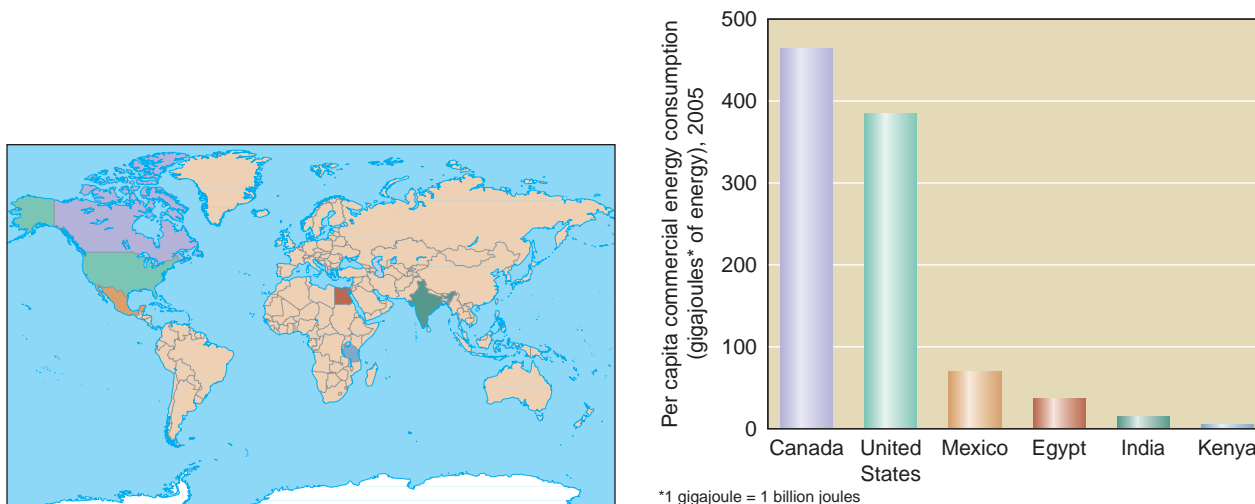 Per capita commercial energy consumption
(gigajoules* of energy), 2005
500
400
300
200
100
0
Canada
United
States
Mexico
Egypt
India
Kenya
*1 gigajoule = 1 billion joules